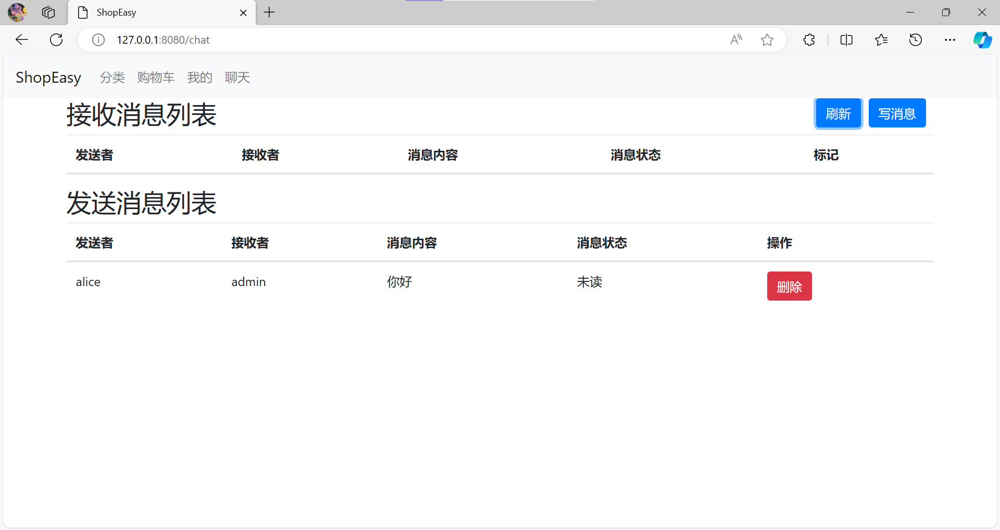 ShopEasy
127.0.0.1:8080/chat
ShopEasy 分类 购物车 我的 聊天
接收消息列表 刷新 写消息
发送者 接收者 消息内容 消息状态 标记
发送消息列表
发送者 接收者 消息内容 消息状态 操作
alice admin 你好 未读 删除